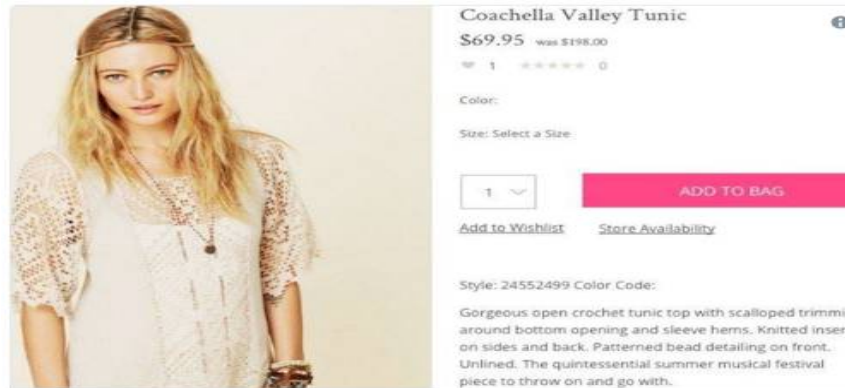 Coachella Valley Tunic
$69.95 was $198.00
1 0
Color:
Size: Select a Size
1
ADD TO BAG
Add to Wishlist
Store Availability
Style: 24552499 Color Code:
Gorgeous open crochet tunic top with scalloped trimmi
around bottom opening and sleeve hems. Knitted inser
on sides and back. Patterned bead detailing on front.
Unlined. The quintessential summer musical festival
piece to throw on and go with.